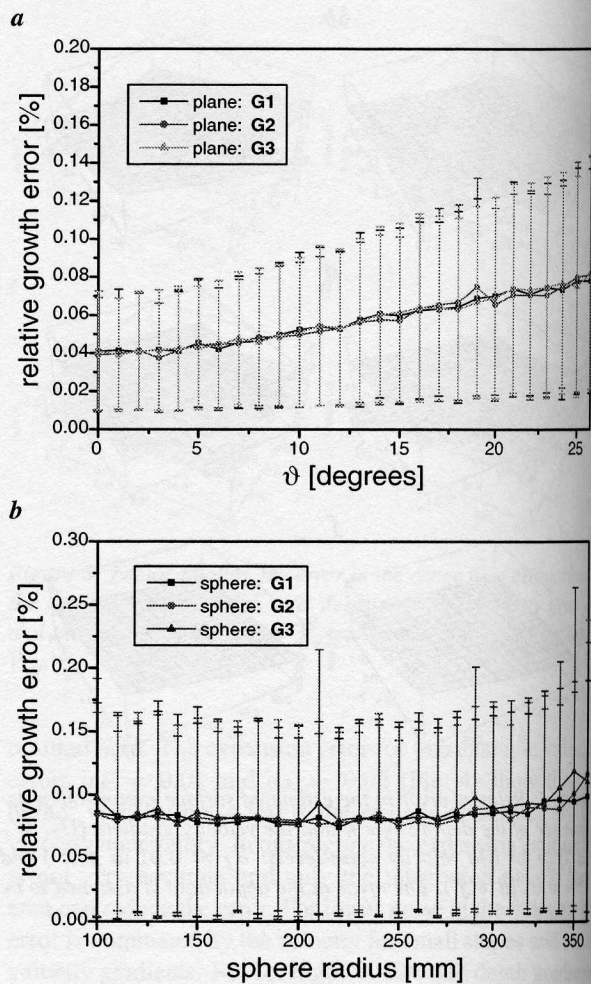 a
relative growth error [%]
0.20
0.18
0.16
0.14
0.12
0.10
0.08
0.06
0.04
0.02
0.00
plane: G1
plane: G2
plane: G3
0 5 10 15 20 25
ϑ [degrees]
b
relative growth error [%]
0.30
0.25
0.20
0.15
0.10
0.05
0.00
sphere: G1
sphere: G2
sphere: G3
100 150 200 250 300 350
sphere radius [mm]